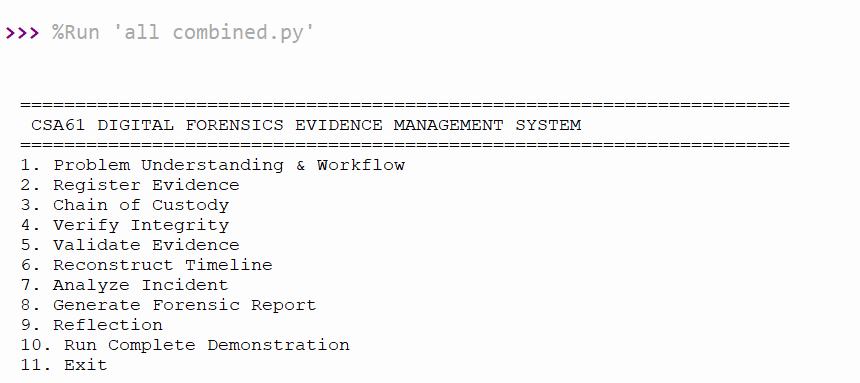 >>> %Run 'all combined.py'
======================================================================
CSA61 DIGITAL FORENSICS EVIDENCE MANAGEMENT SYSTEM
======================================================================
1. Problem Understanding & Workflow
2. Register Evidence
3. Chain of Custody
4. Verify Integrity
5. Validate Evidence
6. Reconstruct Timeline
7. Analyze Incident
8. Generate Forensic Report
9. Reflection
10. Run Complete Demonstration
11. Exit